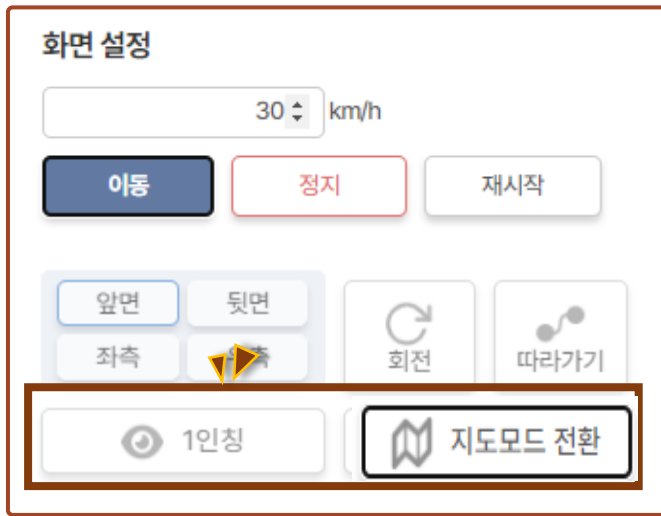 화면 설정
30 km/h
이동 정지 재시작
앞면 뒷면
좌측
회전 따라가기
1인칭 지도모드 전환